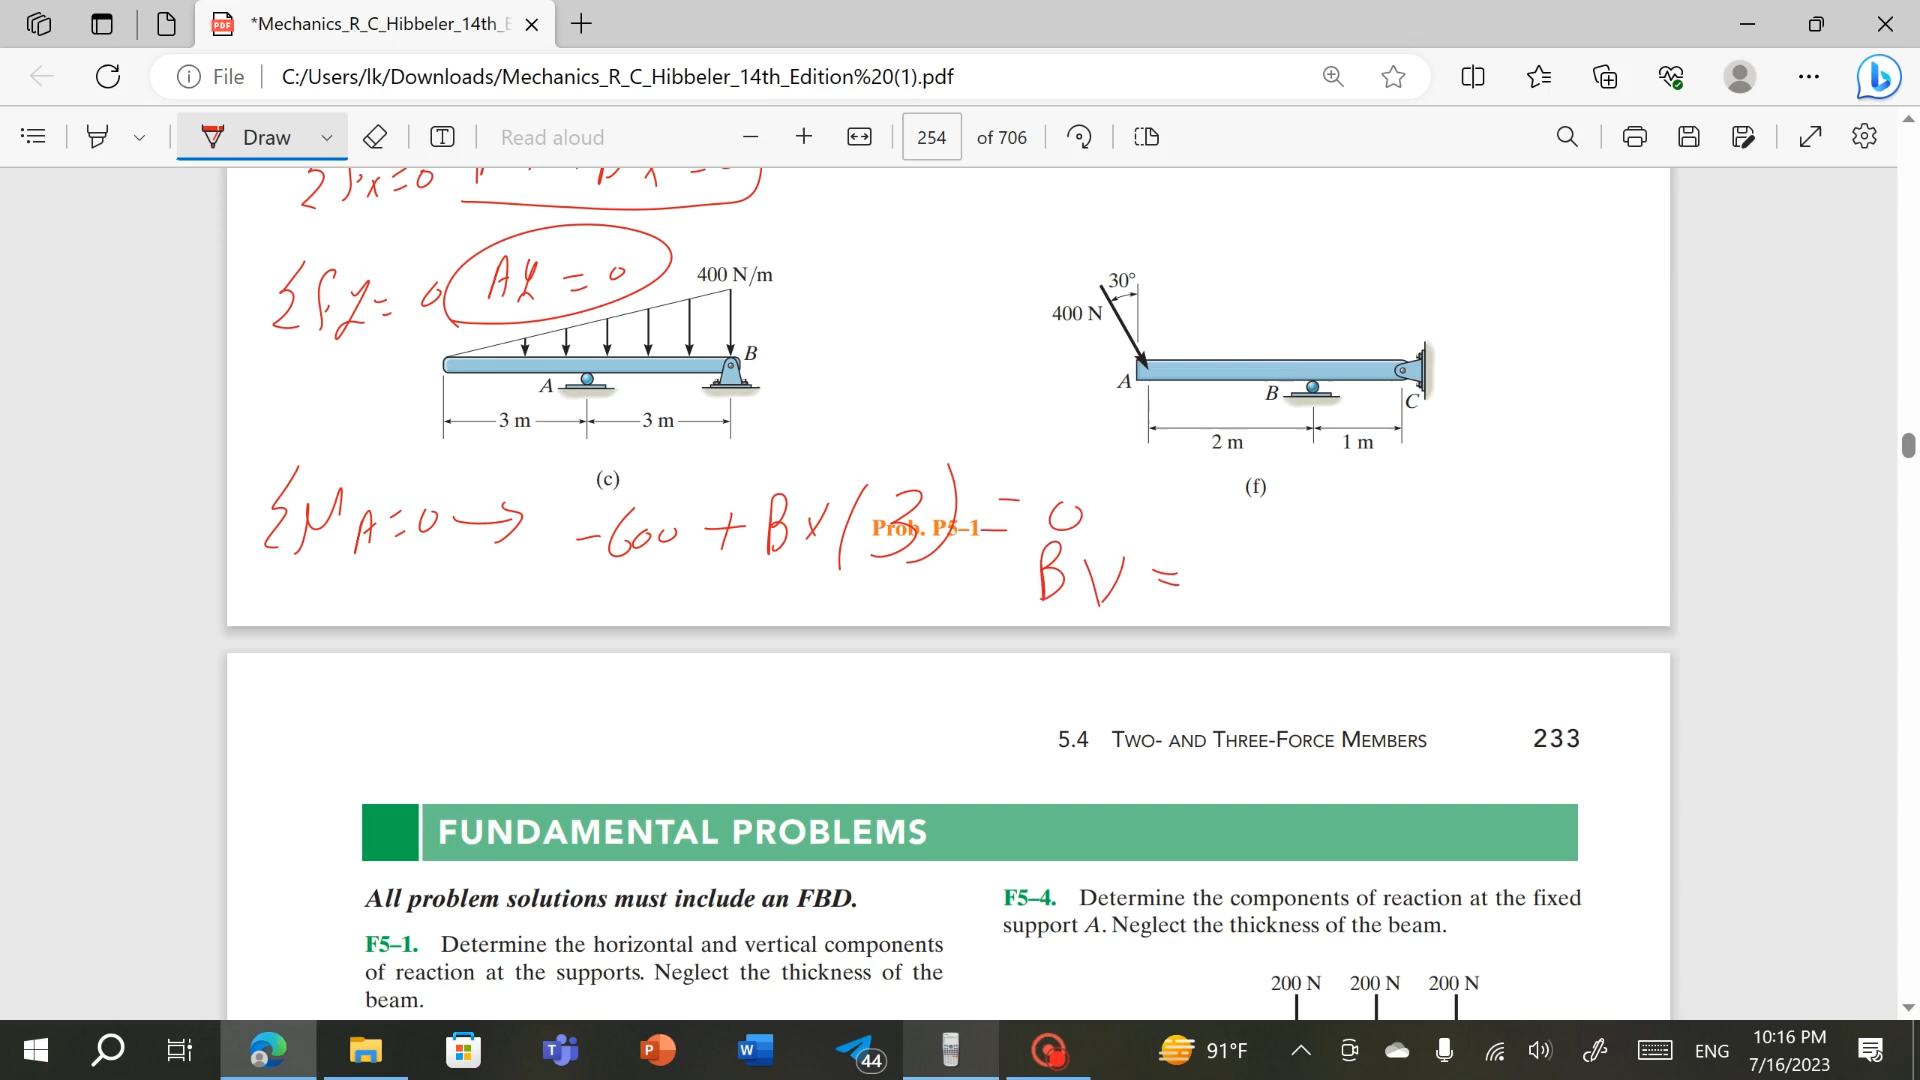 *Mechanics_R_C_Hibbeler_14th_E
File
C:/Users/lk/Downloads/Mechanics_R_C_Hibbeler_14th_Edition%20(1).pdf
Draw
Read aloud
254 of 706
ΣFx=0
ΣFy=0 Ay=0
400 N/m
B
A
3 m
3 m
(c)
30°
400 N
A
B
C
2 m
1 m
(f)
ΣMA=0 → -600 + Bx(3) = 0
Prob. P5–1
BV =
5.4 Two- and Three-Force Members 233
FUNDAMENTAL PROBLEMS
All problem solutions must include an FBD.
F5–1. Determine the horizontal and vertical components
of reaction at the supports. Neglect the thickness of the
beam.
F5–4. Determine the components of reaction at the fixed
support A. Neglect the thickness of the beam.
200 N 200 N 200 N
44
91°F
ENG
10:16 PM
7/16/2023